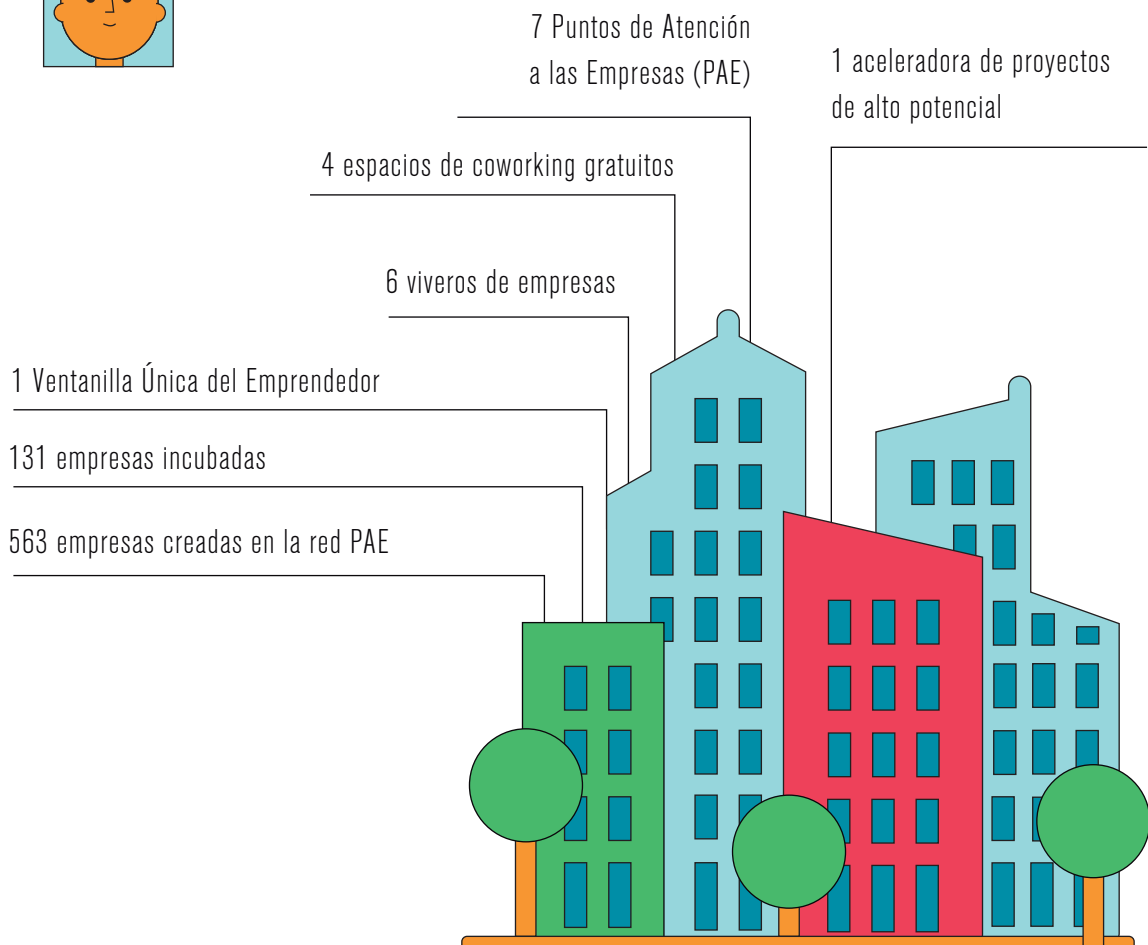 7 Puntos de Atención
a las Empresas (PAE)
1 aceleradora de proyectos
de alto potencial
4 espacios de coworking gratuitos
6 viveros de empresas
1 Ventanilla Única del Emprendedor
131 empresas incubadas
563 empresas creadas en la red PAE